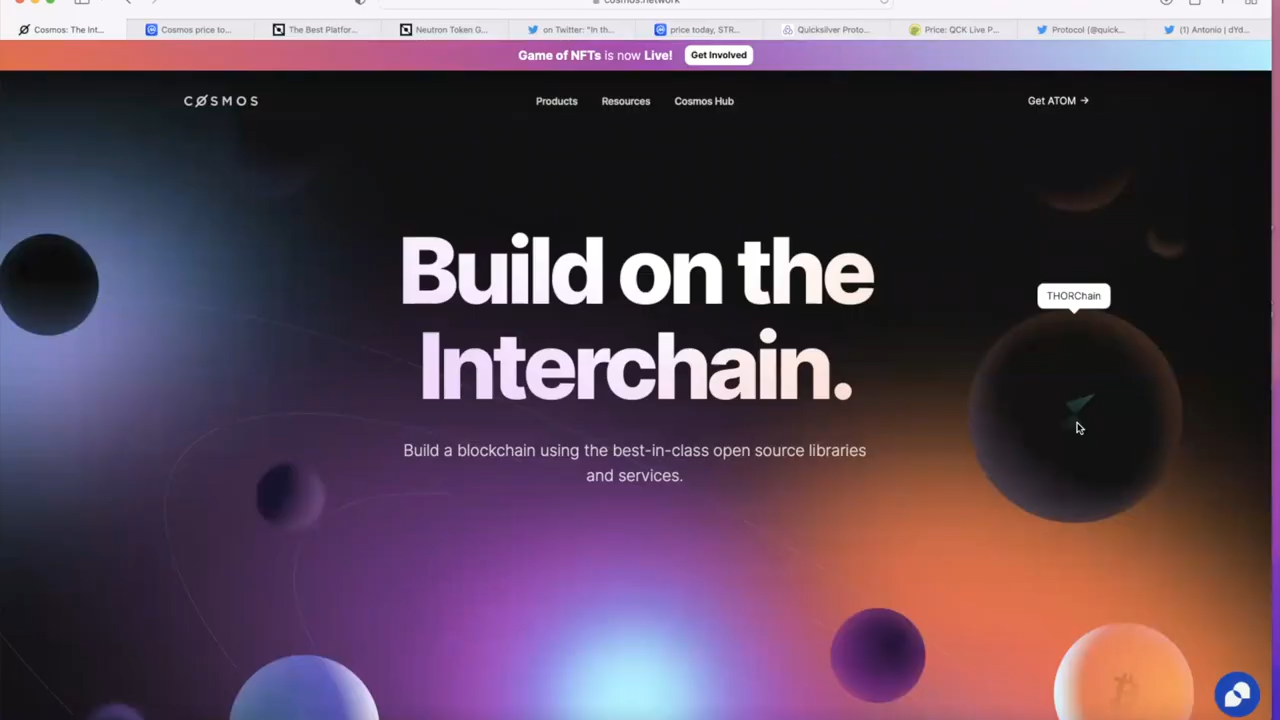 cosmos.network
Cosmos: The Int...
Cosmos price to...
The Best Platfor...
Neutron Token G...
on Twitter: "In th...
price today, STR...
Quicksilver Proto...
Price: QCK Live P...
Protocol (@quick...
(1) Antonio | dYd...
Game of NFTs is now Live!
Get Involved
COSMOS
Products
Resources
Cosmos Hub
Get ATOM →
Build on the
Interchain.
THORChain
Build a blockchain using the best-in-class open source libraries
and services.